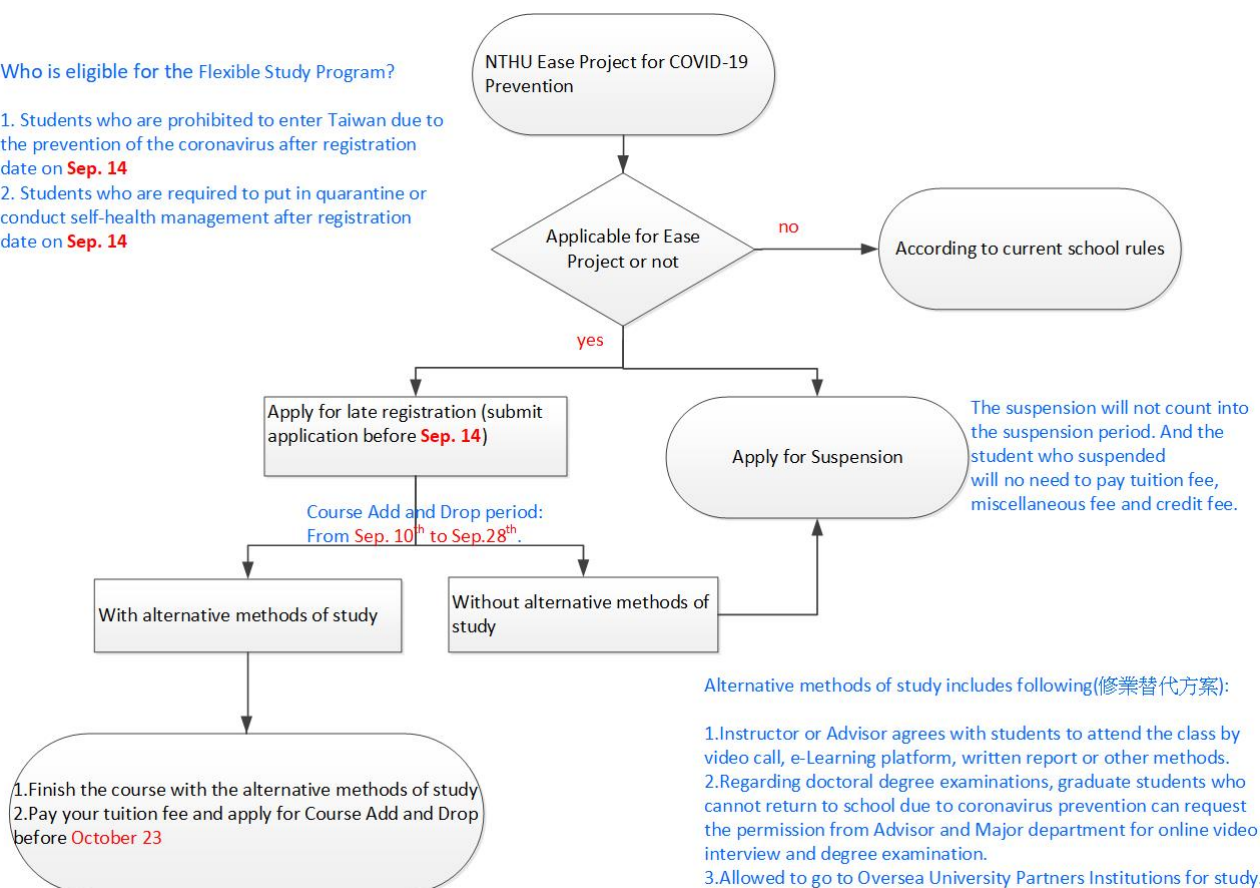 NTHU Ease Project for COVID-19
Prevention
Who is eligible for the Flexible Study Program?
1. Students who are prohibited to enter Taiwan due to
the prevention of the coronavirus after registration
date on Sep. 14
2. Students who are required to put in quarantine or
conduct self-health management after registration
date on Sep. 14
Applicable for Ease
Project or not
no
According to current school rules
yes
Apply for late registration (submit
application before Sep. 14)
Apply for Suspension
The suspension will not count into
the suspension period. And the
student who suspended
will no need to pay tuition fee,
miscellaneous fee and credit fee.
Course Add and Drop period:
From Sep. 10th to Sep.28th.
With alternative methods of study
Without alternative methods of
study
Alternative methods of study includes following(修業替代方案):
1.Instructor or Advisor agrees with students to attend the class by
video call, e-Learning platform, written report or other methods.
2.Regarding doctoral degree examinations, graduate students who
cannot return to school due to coronavirus prevention can request
the permission from Advisor and Major department for online video
interview and degree examination.
3.Allowed to go to Oversea University Partners Institutions for study
1.Finish the course with the alternative methods of study
2.Pay your tuition fee and apply for Course Add and Drop
before October 23